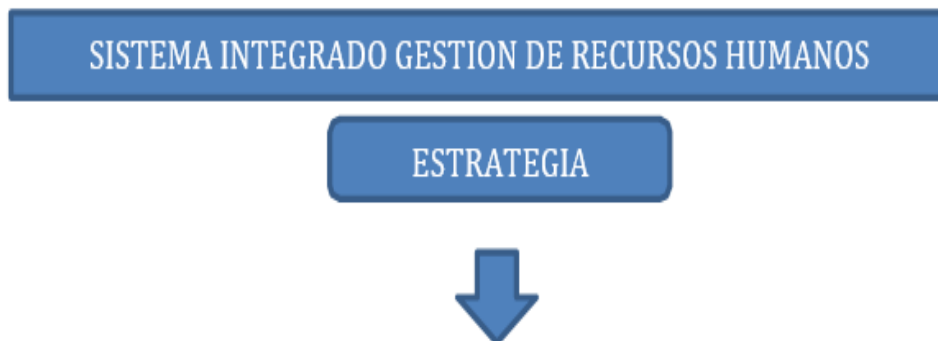 SISTEMA INTEGRADO GESTION DE RECURSOS HUMANOS
ESTRATEGIA